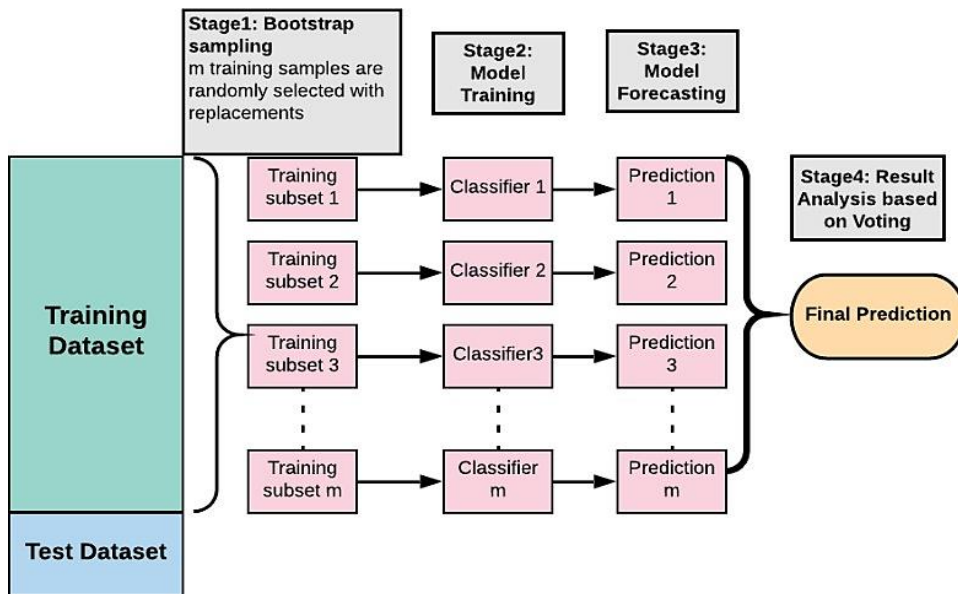 Stage1: Bootstrap
sampling
m training samples are
randomly selected with
replacements
Stage2:
Model
Training
Stage3:
Model
Forecasting
Stage4: Result
Analysis based
on Voting
Training
Dataset
Test Dataset
Training
subset 1
Classifier 1
Prediction
1
Training
subset 2
Classifier 2
Prediction
2
Training
subset 3
Classifier3
Prediction
3
Training
subset m
Classifier
m
Prediction
m
Final Prediction